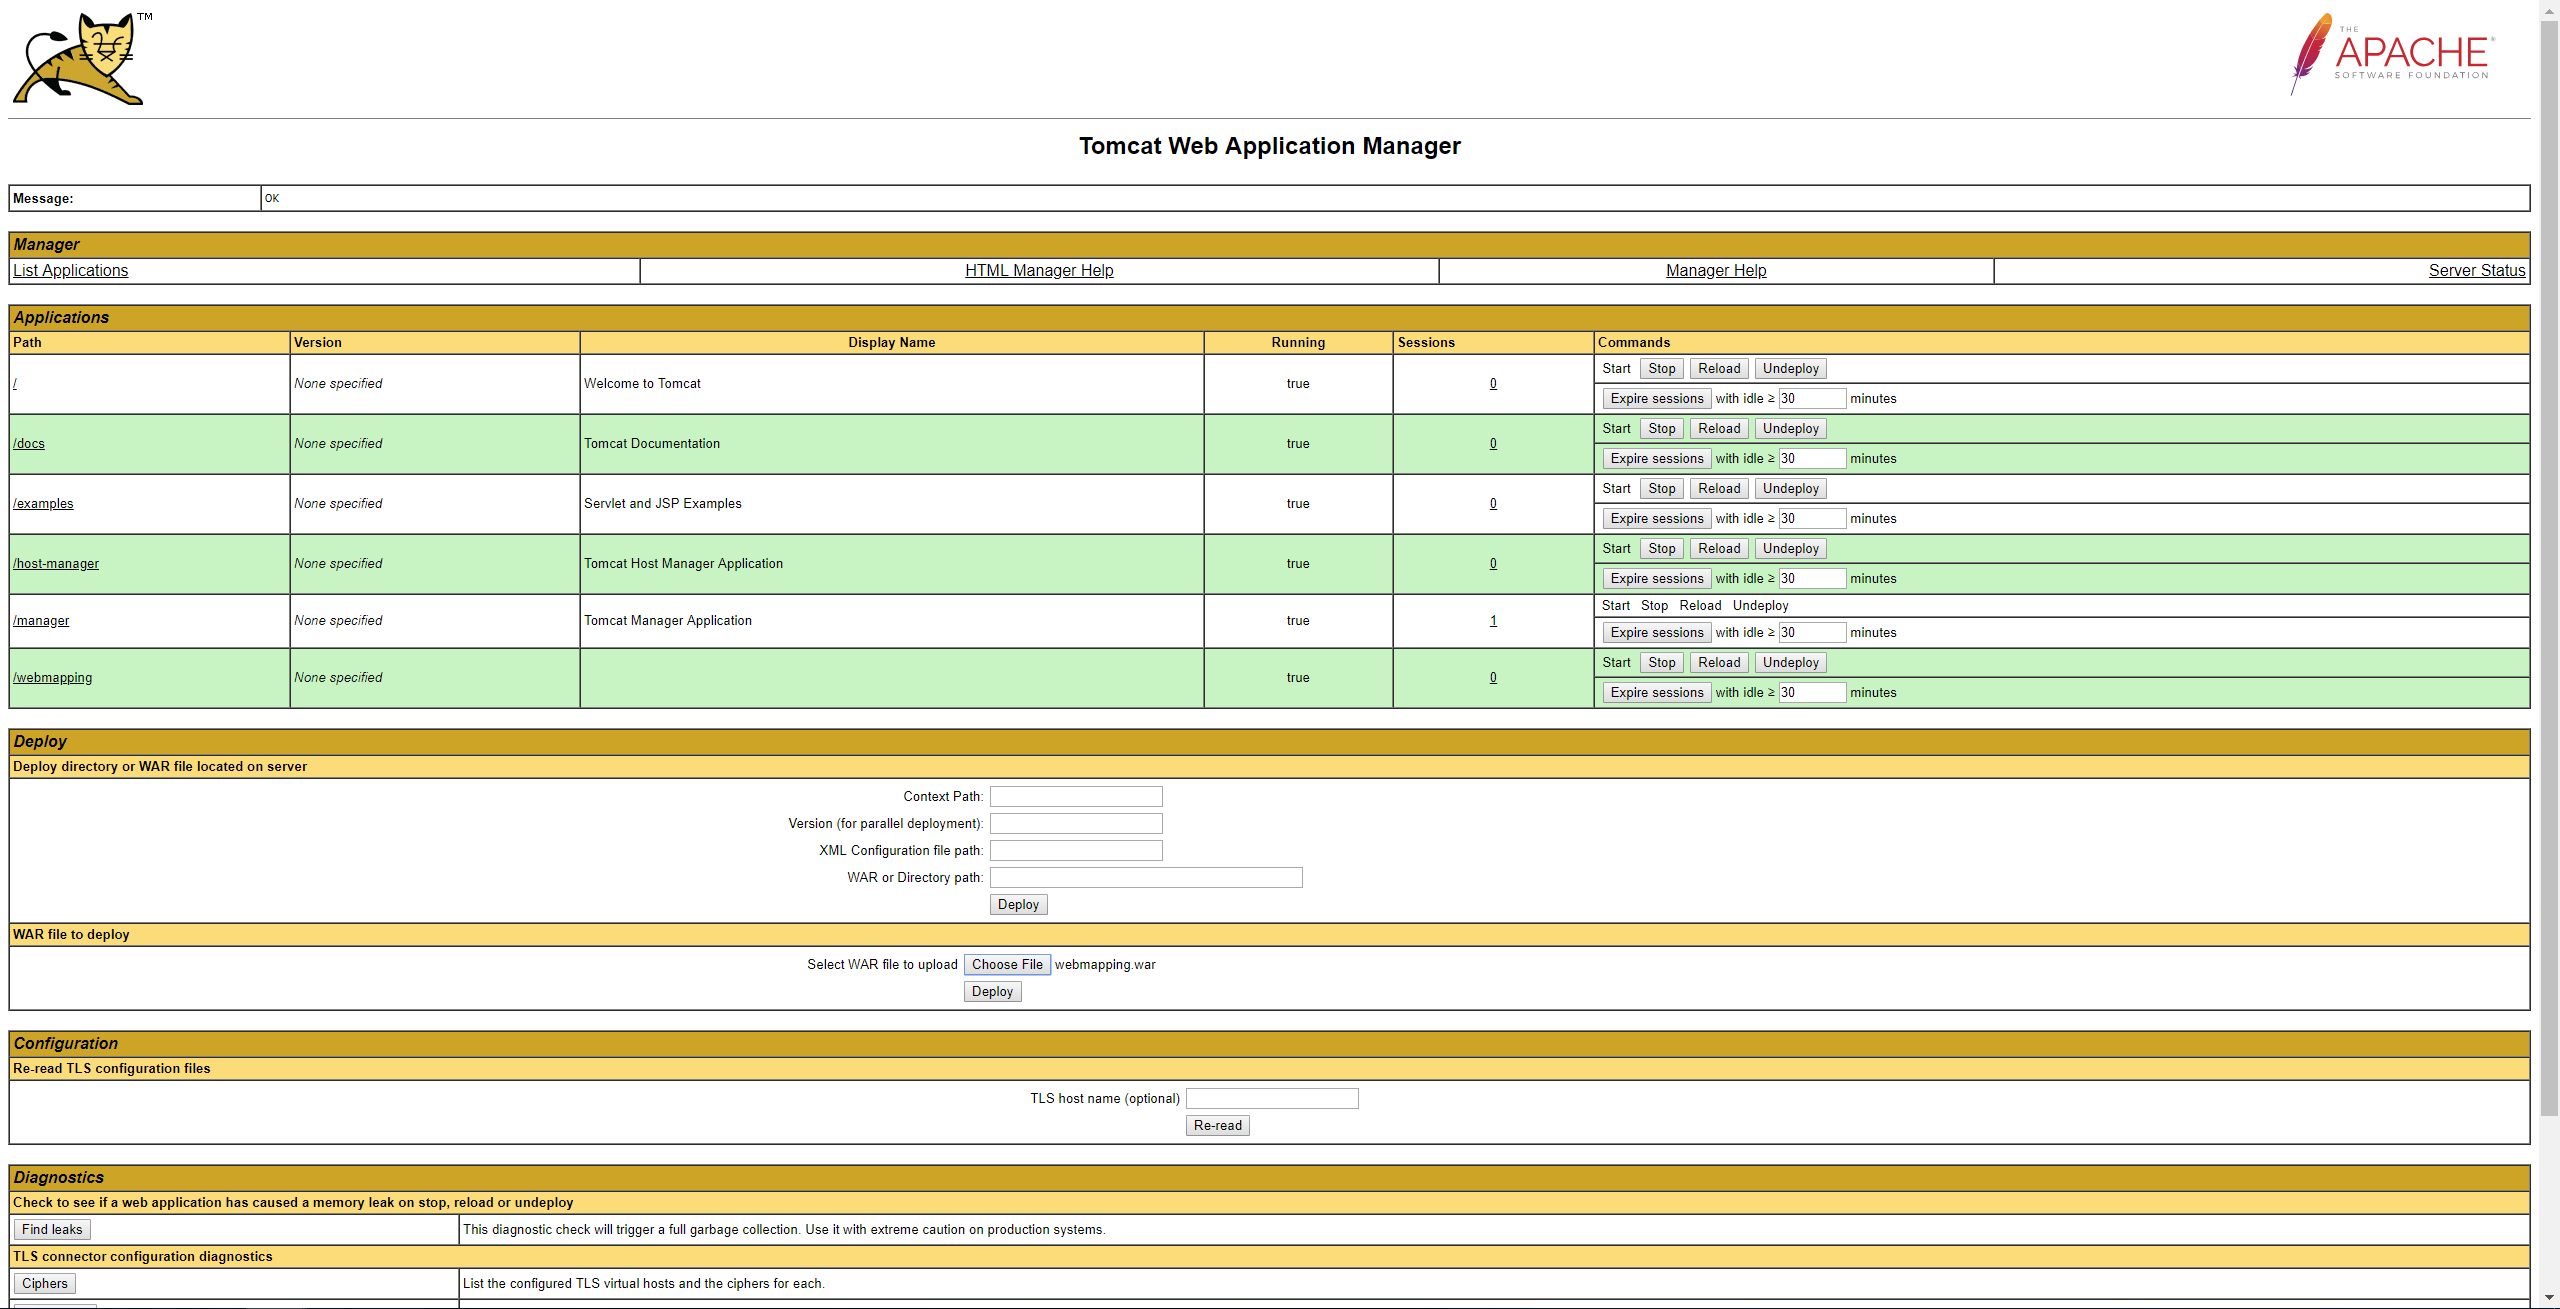 TM
THE
APACHE®
SOFTWARE FOUNDATION
Tomcat Web Application Manager
Message: OK
Manager
List Applications HTML Manager Help Manager Help Server Status
Applications
Path Version Display Name Running Sessions Commands
/ None specified Welcome to Tomcat true 0 Start Stop Reload Undeploy
Expire sessions with idle ≥ 30 minutes
/docs None specified Tomcat Documentation true 0 Start Stop Reload Undeploy
Expire sessions with idle ≥ 30 minutes
/examples None specified Servlet and JSP Examples true 0 Start Stop Reload Undeploy
Expire sessions with idle ≥ 30 minutes
/host-manager None specified Tomcat Host Manager Application true 0 Start Stop Reload Undeploy
Expire sessions with idle ≥ 30 minutes
/manager None specified Tomcat Manager Application true 1 Start Stop Reload Undeploy
Expire sessions with idle ≥ 30 minutes
/webmapping None specified true 0 Start Stop Reload Undeploy
Expire sessions with idle ≥ 30 minutes
Deploy
Deploy directory or WAR file located on server
Context Path:
Version (for parallel deployment):
XML Configuration file path:
WAR or Directory path:
Deploy
WAR file to deploy
Select WAR file to upload Choose File webmapping.war
Deploy
Configuration
Re-read TLS configuration files
TLS host name (optional)
Re-read
Diagnostics
Check to see if a web application has caused a memory leak on stop, reload or undeploy
Find leaks This diagnostic check will trigger a full garbage collection. Use it with extreme caution on production systems.
TLS connector configuration diagnostics
Ciphers List the configured TLS virtual hosts and the ciphers for each.